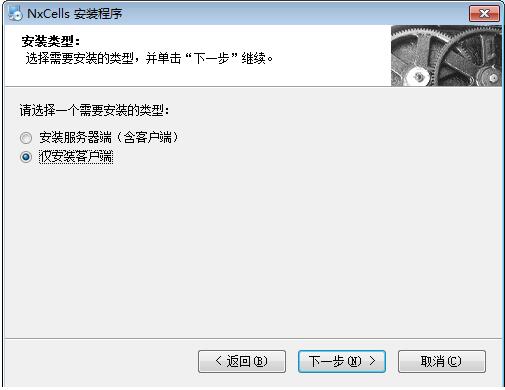 NxCells 安装程序
安装类型：
选择需要安装的类型，并单击“下一步”继续。
请选择一个需要安装的类型：
安装服务器端（含客户端）
仅安装客户端
< 返回(B)
下一步(N) >
取消(C)